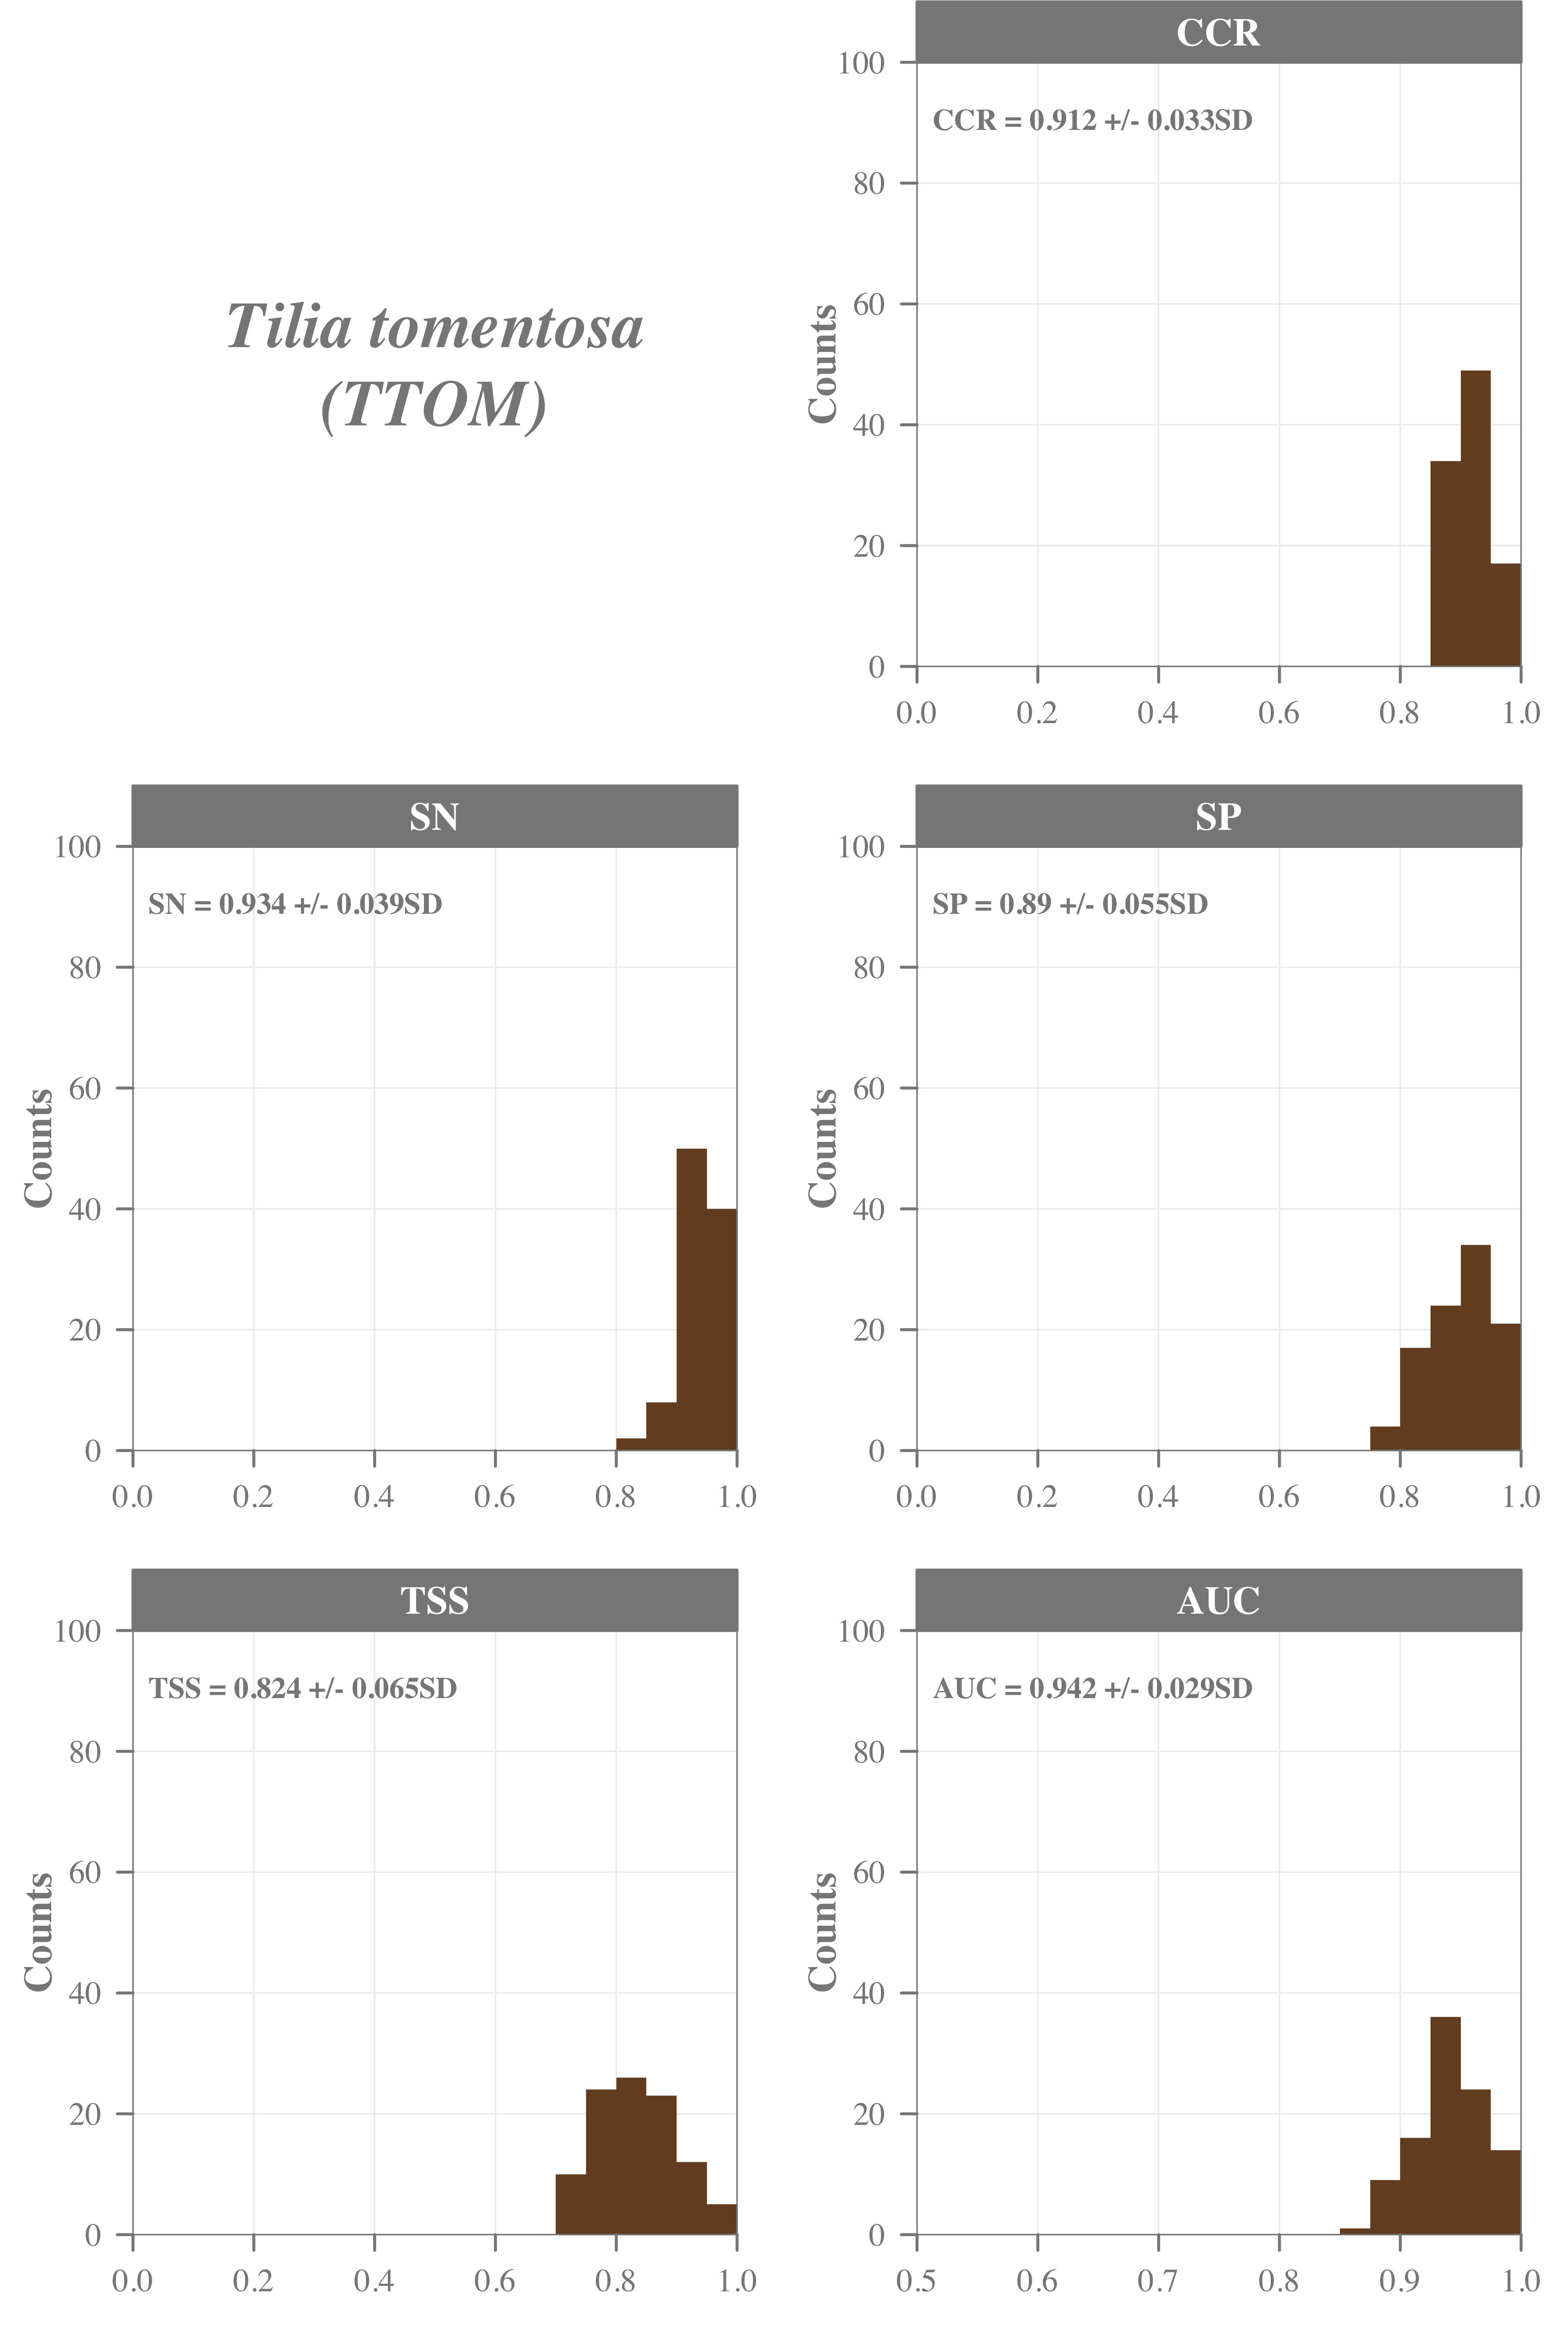 Tilia tomentosa
(TTOM)
CCR
CCR = 0.912 +/- 0.033SD
Counts
100
80
60
40
20
0
0.0 0.2 0.4 0.6 0.8 1.0
SN
SN = 0.934 +/- 0.039SD
Counts
100
80
60
40
20
0
0.0 0.2 0.4 0.6 0.8 1.0
SP
SP = 0.89 +/- 0.055SD
Counts
100
80
60
40
20
0
0.0 0.2 0.4 0.6 0.8 1.0
TSS
TSS = 0.824 +/- 0.065SD
Counts
100
80
60
40
20
0
0.0 0.2 0.4 0.6 0.8 1.0
AUC
AUC = 0.942 +/- 0.029SD
Counts
100
80
60
40
20
0
0.5 0.6 0.7 0.8 0.9 1.0